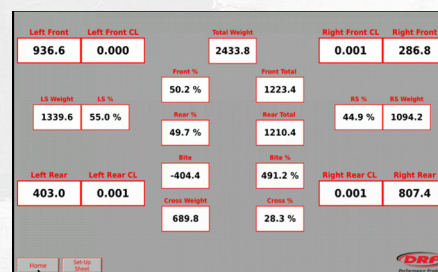 Left Front Left Front CL Total Weight Right Front CL Right Front
936.6 0.000 2433.8 0.001 286.8
Front % Front Total
50.2 % 1223.4
LS Weight LS % RS % RS Weight
1339.6 55.0 % 44.9 % 1094.2
Rear % Rear Total
49.7 % 1210.4
Bite Bite %
-404.4 491.2 %
Left Rear Left Rear CL Right Rear CL Right Rear
403.0 0.001 0.001 807.4
Cross Weight Cross %
689.8 28.3 %
Home
Set-Up
Sheet
DRP